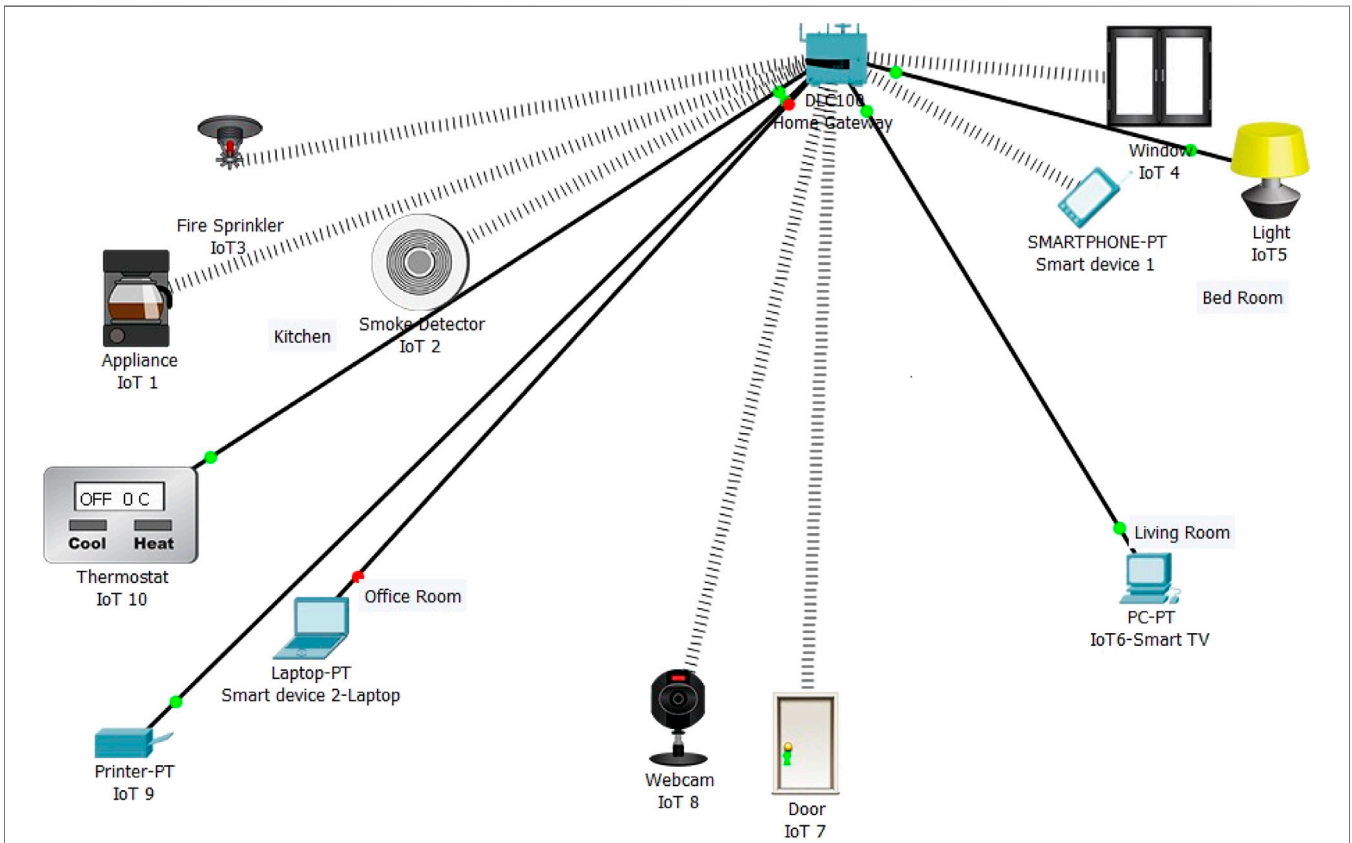 DLC100
Home Gateway
Window
IoT 4
Fire Sprinkler
IoT3
Light
IoT5
SMARTPHONE-PT
Smart device 1
Bed Room
Kitchen
Smoke Detector
IoT 2
Appliance
IoT 1
OFF 0 C
Cool Heat
Thermostat
IoT 10
Living Room
Office Room
PC-PT
IoT6-Smart TV
Laptop-PT
Smart device 2-Laptop
Printer-PT
IoT 9
Webcam
IoT 8
Door
IoT 7